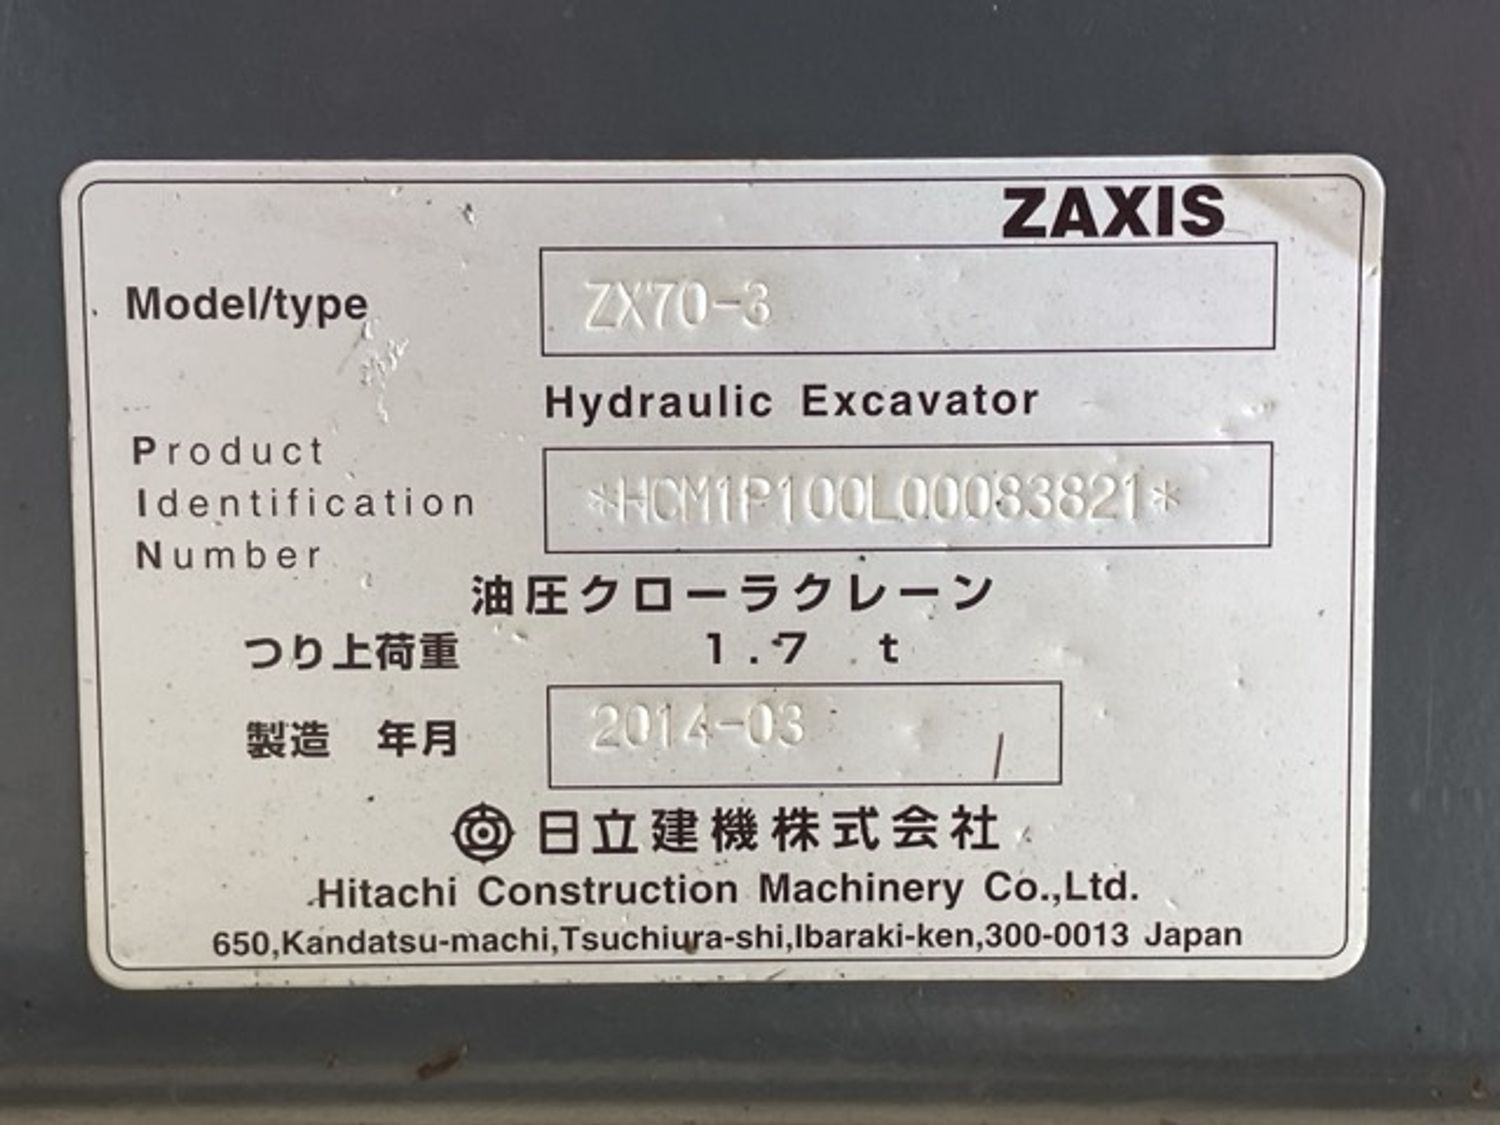 ZAXIS
Model/type ZX70-3
Hydraulic Excavator
Product
Identification *HCM1P100L00083821*
Number
油圧クローラクレーン
つり上荷重 1.7 t
製造 年月 2014-03
日立建機株式会社
Hitachi Construction Machinery Co.,Ltd.
650,Kandatsu-machi,Tsuchiura-shi,Ibaraki-ken,300-0013 Japan